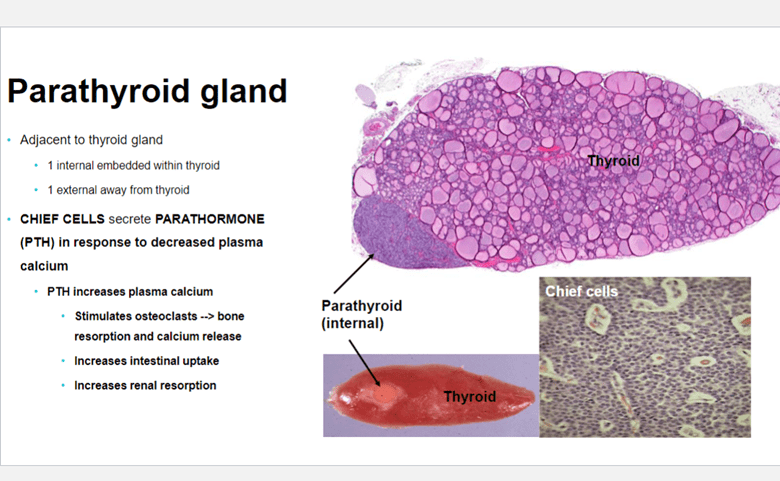 Parathyroid gland
Adjacent to thyroid gland
1 internal embedded within thyroid
1 external away from thyroid
CHIEF CELLS secrete PARATHORMONE
(PTH) in response to decreased plasma
calcium
PTH increases plasma calcium
Stimulates osteoclasts --> bone
resorption and calcium release
Increases intestinal uptake
Increases renal resorption
Thyroid
Parathyroid
(internal)
Thyroid
Chief cells